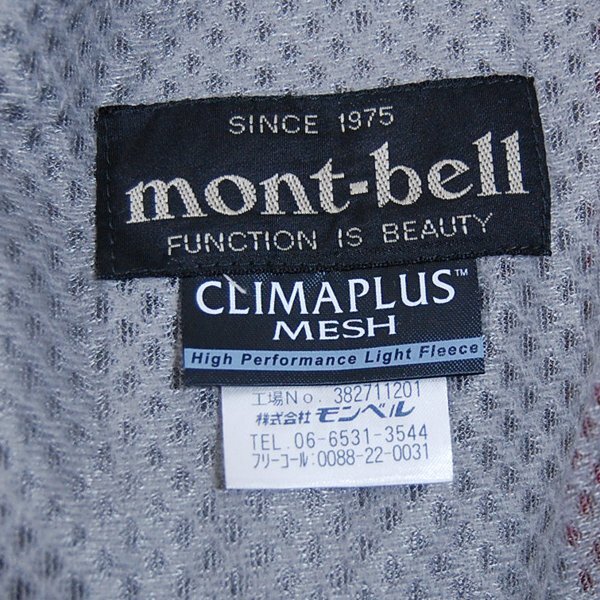 SINCE 1975
mont-bell
FUNCTION IS BEAUTY
CLIMAPLUS™
MESH
High Performance Light Fleece
工場No. 382711201
株式会社 モンベル
TEL. 06-6531-3544
フリーコール:0088-22-0031